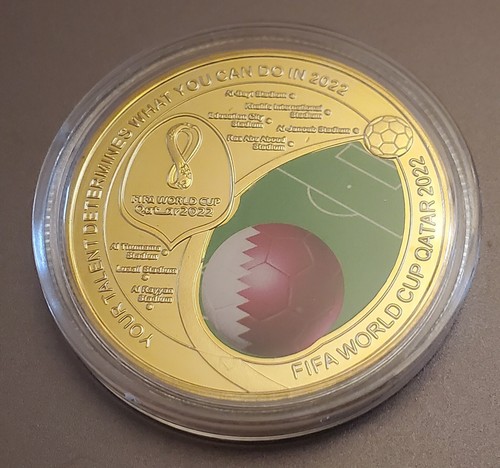 YOUR TALENT DETERMINES WHAT YOU CAN DO IN 2022
Al-Bayt Stadium
Khalifa International
Stadium
Education City
Stadium
Al-Janoub Stadium
Ras Abu Aboud
Stadium
FIFA WORLD CUP
Qatar2022
Al Thumama
Stadium
Lusail Stadium
Al Rayyan
Stadium
FIFA WORLD CUP QATAR 2022